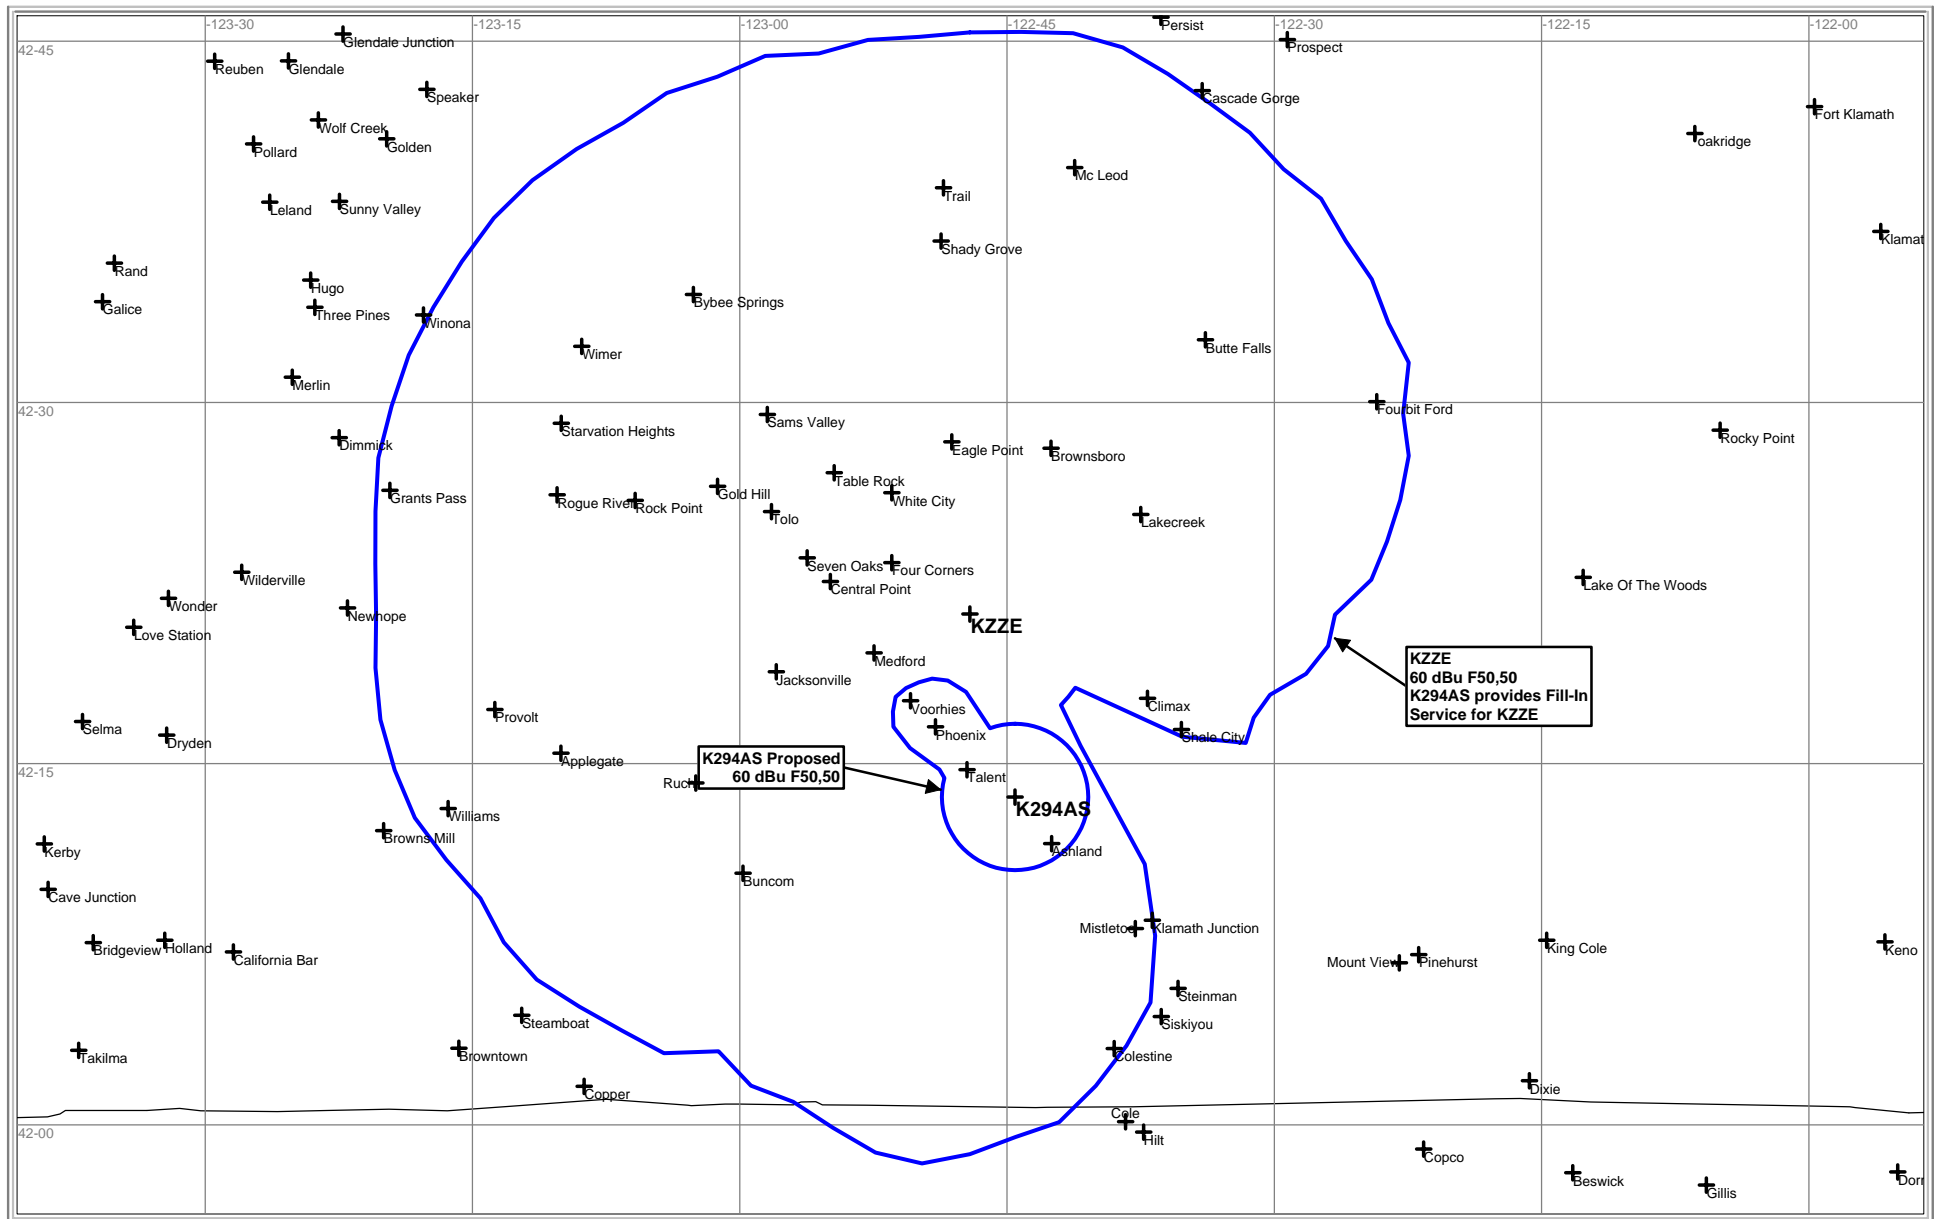 -123-30
-123-15
-123-00
-122-45
-122-30
-122-15
-122-00
Persist
Glendale Junction
42-45
Prospect
Reuben
Glendale
Speaker
Cascade Gorge
Fort Klamath
Wolf Creek
oakridge
Golden
Pollard
Mc Leod
Trail
Leland
Sunny Valley
Klamat
Shady Grove
Rand
Hugo
Bybee Springs
Galice
Three Pines
Winona
Butte Falls
Wimer
Merlin
42-30
Fourbit Ford
Sams Valley
Starvation Heights
Rocky Point
Dimmick
Eagle Point
Brownsboro
Table Rock
Grants Pass
Gold Hill
White City
Rogue River
Rock Point
Tolo
Lakecreek
Seven Oaks
Four Corners
Wilderville
Central Point
Lake Of The Woods
Wonder
Newhope
KZZE
Love Station
Medford
KZZE
60 dBu F50,50
K294AS provides Fill-In
Service for KZZE
Jacksonville
Climax
Voorhies
Provolt
Selma
Phoenix
Shale City
Dryden
K294AS Proposed
60 dBu F50,50
Applegate
42-15
Talent
Ruch
K294AS
Williams
Browns Mill
Kerby
Ashland
Buncom
Cave Junction
Mistletoe
Klamath Junction
Bridgeview
Holland
King Cole
Keno
California Bar
Mount View
Pinehurst
Steinman
Steamboat
Siskiyou
Takilma
Browntown
Colestine
Copper
Dixie
Cole
42-00
Hilt
Copco
Beswick
Dorr
Gillis